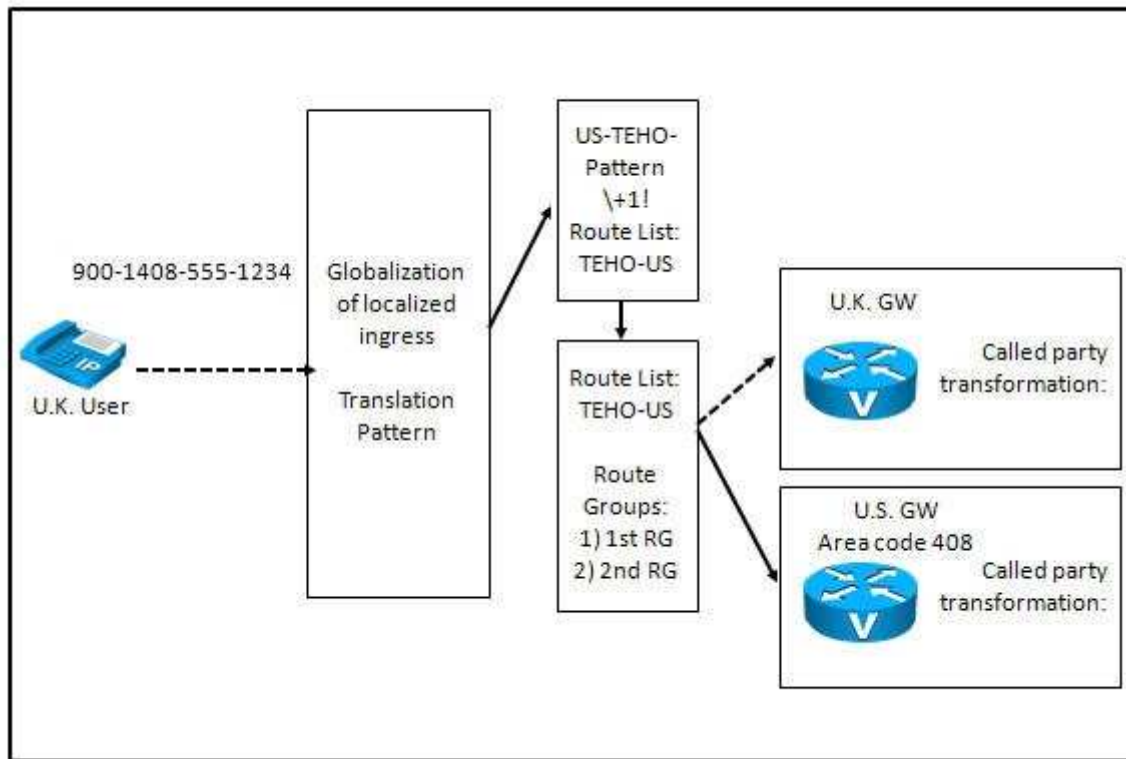 900-1408-555-1234
IP
U.K. User
Globalization
of localized
ingress
Translation
Pattern
US-TEHO-
Pattern
\+1!
Route List:
TEHO-US
Route List:
TEHO-US
Route
Groups:
1) 1st RG
2) 2nd RG
U.K. GW
Called party
transformation:
V
U.S. GW
Area code 408
Called party
transformation:
V